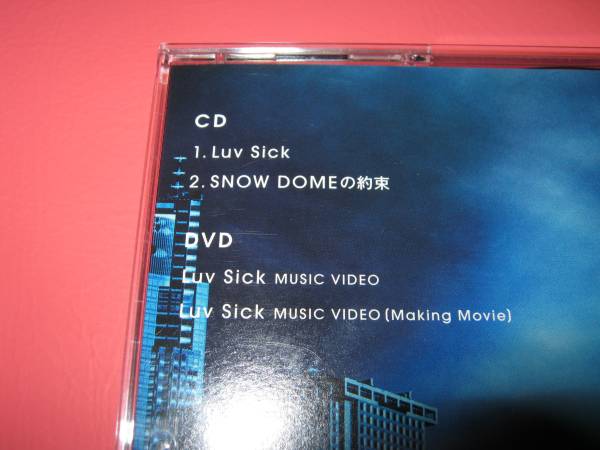 CD
1. Luv Sick
2. SNOW DOMEの約束
DVD
Luv Sick MUSIC VIDEO
Luv Sick MUSIC VIDEO (Making Movie)